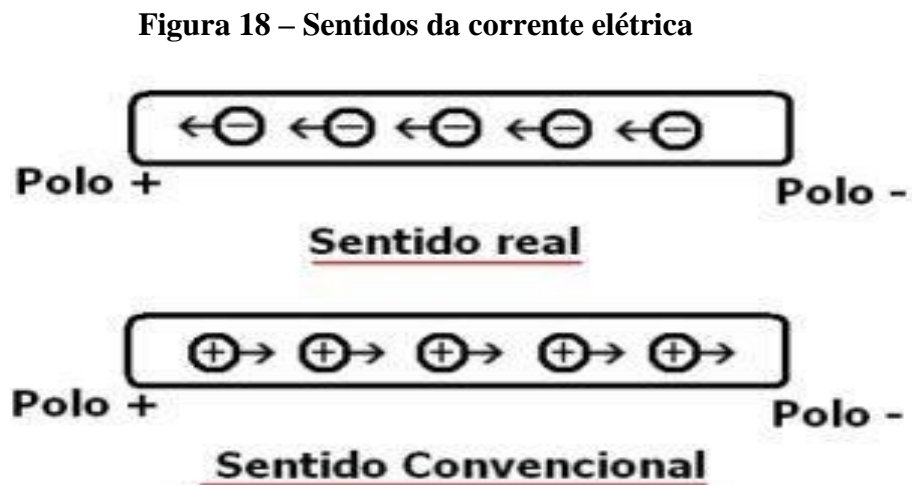 Figura 18 – Sentidos da corrente elétrica
← − ← − ← − ← − ← −
Polo + Polo -
Sentido real
+ → + → + → + → + →
Polo + Polo -
Sentido Convencional